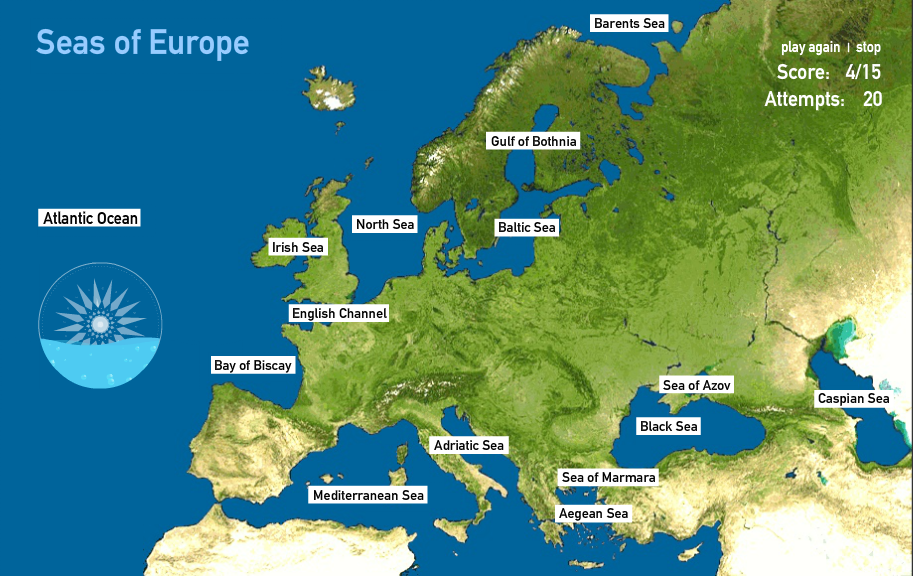 Seas of Europe
Barents Sea
play again | stop
Score: 4/15
Attempts: 20
Gulf of Bothnia
Atlantic Ocean
North Sea
Baltic Sea
Irish Sea
English Channel
Bay of Biscay
Sea of Azov
Caspian Sea
Black Sea
Adriatic Sea
Sea of Marmara
Mediterranean Sea
Aegean Sea